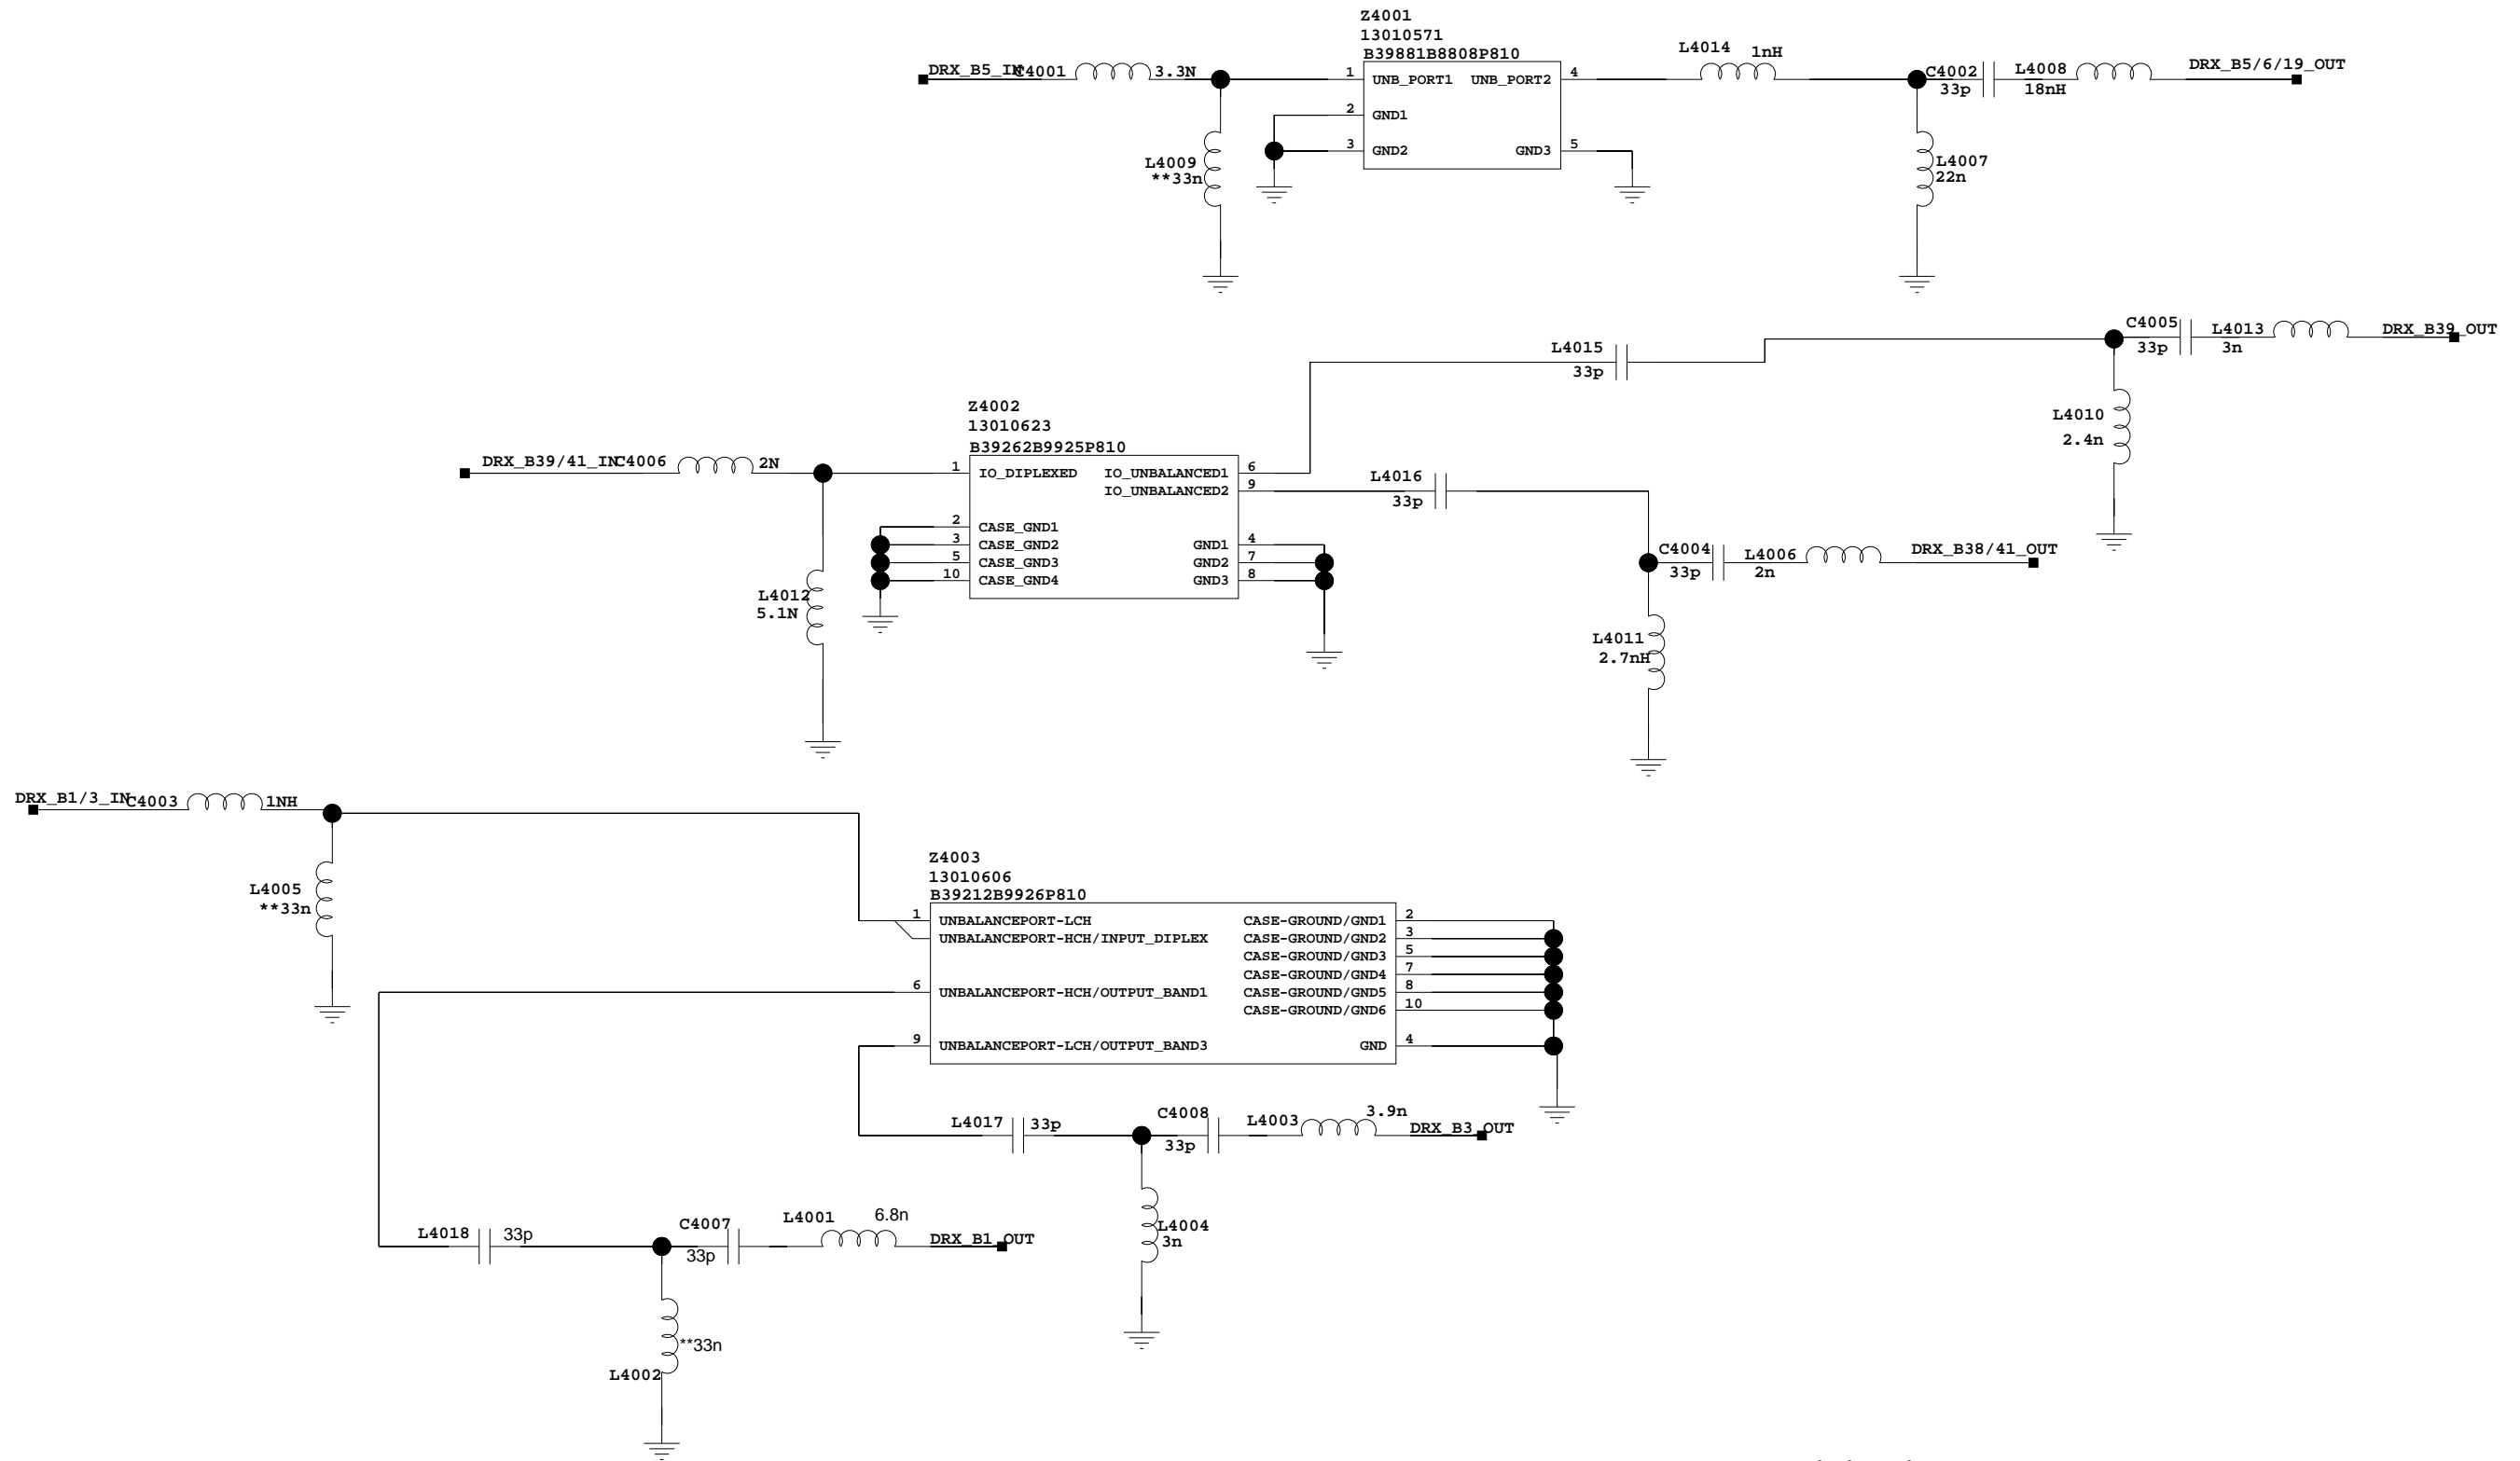 Z4001
13010571
B39881B8808P810
DRX_B5_IN
C4001
3.3N
1
UNB_PORT1
UNB_PORT2
4
2
GND1
3
GND2
GND3
5
L4014
1nH
C4002
33p
L4008
18nH
DRX_B5/6/19_OUT
L4009
**33n
L4007
22n
L4015
33p
C4005
33p
L4013
3n
DRX_B39_OUT
L4010
2.4n
Z4002
13010623
B39262B9925P810
DRX_B39/41_IN
C4006
2N
1
IO_DIPLEXED
IO_UNBALANCED1
6
IO_UNBALANCED2
9
2
CASE_GND1
3
CASE_GND2
GND1
4
5
CASE_GND3
GND2
7
10
CASE_GND4
GND3
8
L4016
33p
C4004
33p
L4006
2n
DRX_B38/41_OUT
L4012
5.1N
L4011
2.7nH
DRX_B1/3_IN
C4003
1NH
L4005
**33n
Z4003
13010606
B39212B9926P810
1
UNBALANCEPORT-LCH
CASE-GROUND/GND1
2
UNBALANCEPORT-HCH/INPUT_DIPLEX
CASE-GROUND/GND2
3
CASE-GROUND/GND3
5
CASE-GROUND/GND4
7
6
UNBALANCEPORT-HCH/OUTPUT_BAND1
CASE-GROUND/GND5
8
CASE-GROUND/GND6
10
9
UNBALANCEPORT-LCH/OUTPUT_BAND3
GND
4
L4017
33p
C4008
33p
L4003
3.9n
DRX_B3_OUT
L4004
3n
L4018
33p
C4007
33p
L4001
6.8n
DRX_B1_OUT
**33n
L4002